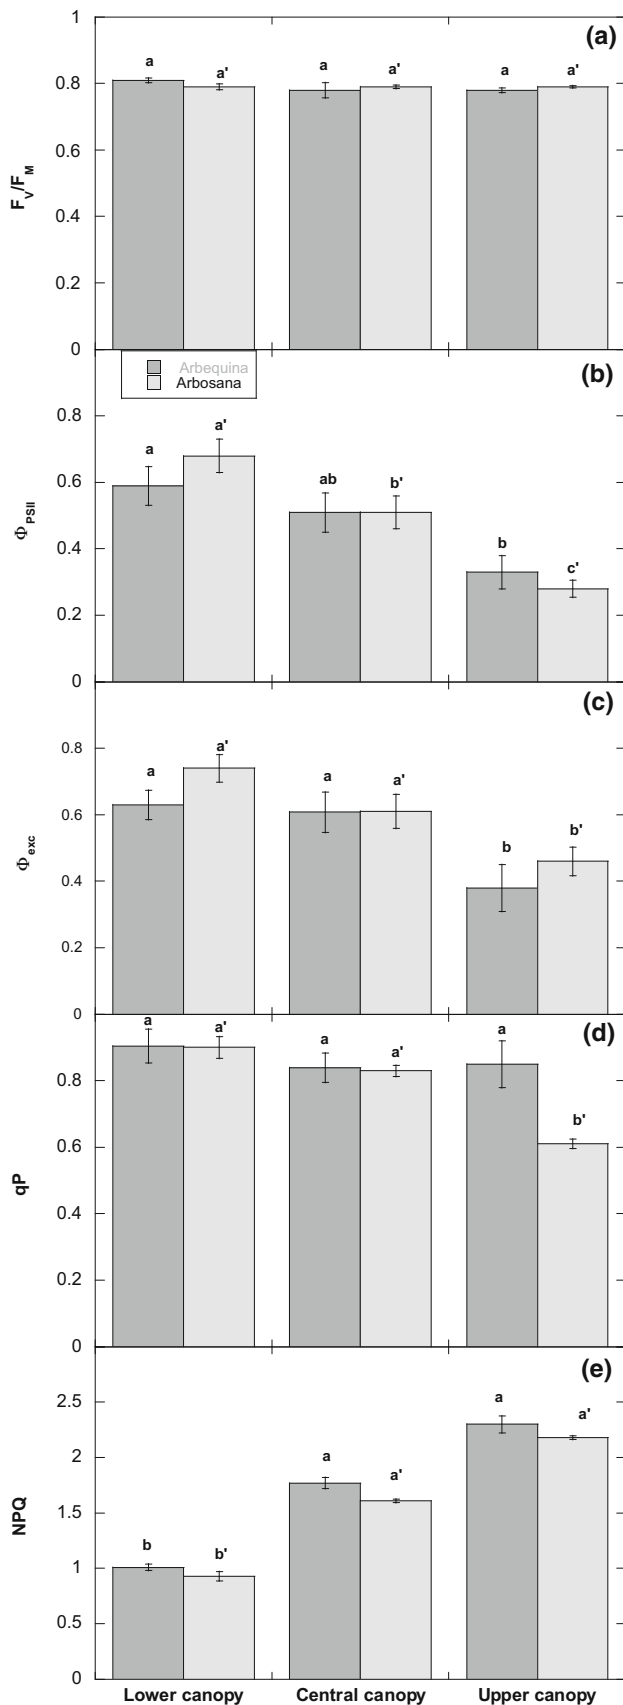 (a)
1
0.8
0.6
0.4
0.2
0
F_V/F_M
a a' a a' a a'
Arbequina
Arbosana
(b)
0.8
0.6
0.4
0.2
0
Φ_PSII
a a' ab b' b c'
(c)
0.8
0.6
0.4
0.2
0
Φ_exc
a a' a a' b b'
(d)
0.8
0.6
0.4
0.2
0
qP
a a' a a' a b'
(e)
2.5
2
1.5
1
0.5
0
NPQ
b b' a a' a a'
Lower canopy Central canopy Upper canopy